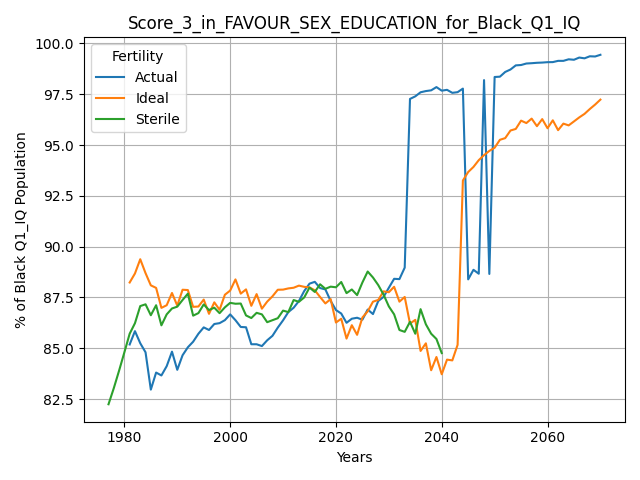 Score_3_in_FAVOUR_SEX_EDUCATION_for_Black_Q1_IQ
100.0
97.5
95.0
92.5
90.0
87.5
85.0
82.5
% of Black Q1_IQ Population
Fertility
Actual
Ideal
Sterile
1980
2000
2020
2040
2060
Years